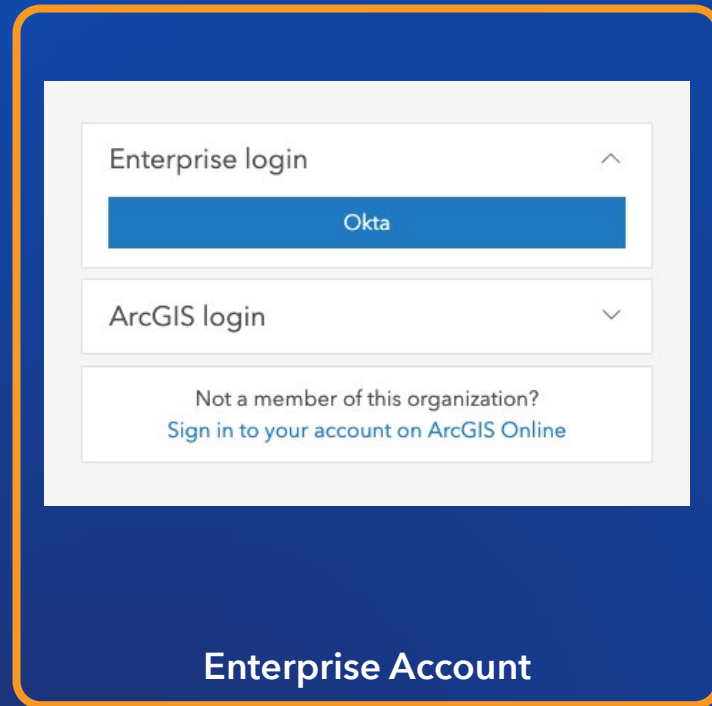 Enterprise login
Okta
ArcGIS login
Not a member of this organization?
Sign in to your account on ArcGIS Online
Enterprise Account